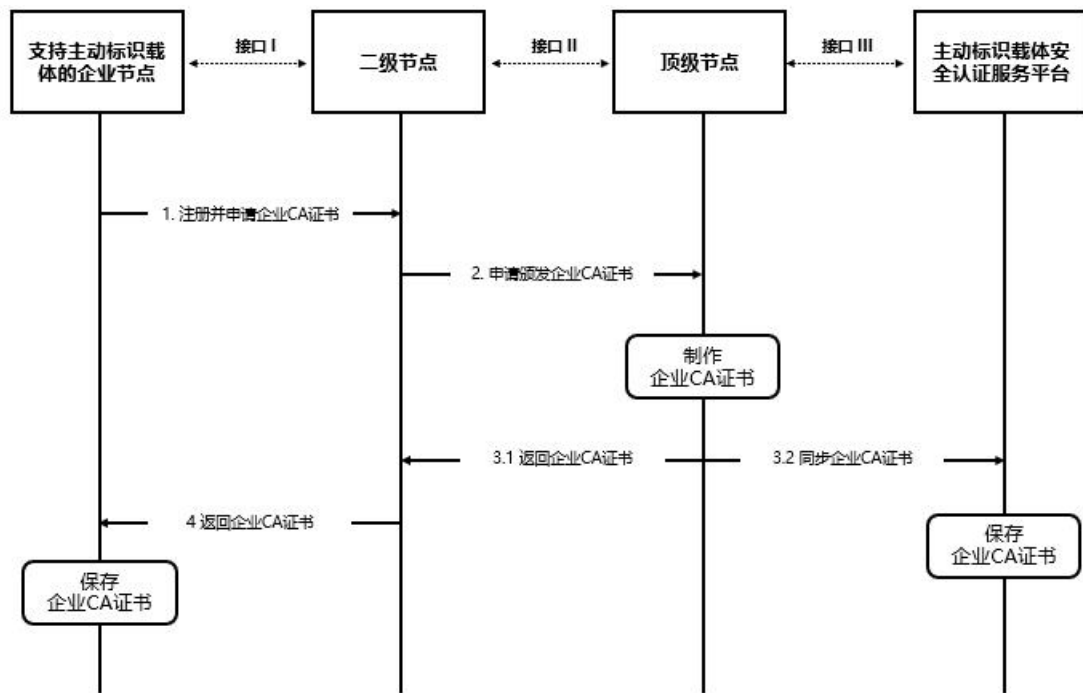 支持主动标识载
体的企业节点
接口 I
二级节点
接口 II
顶级节点
接口 III
主动标识载体安
全认证服务平台
1. 注册并申请企业CA证书
2. 申请颁发企业CA证书
制作
企业CA证书
3.1 返回企业CA证书
3.2 同步企业CA证书
4 返回企业CA证书
保存
企业CA证书
保存
企业CA证书